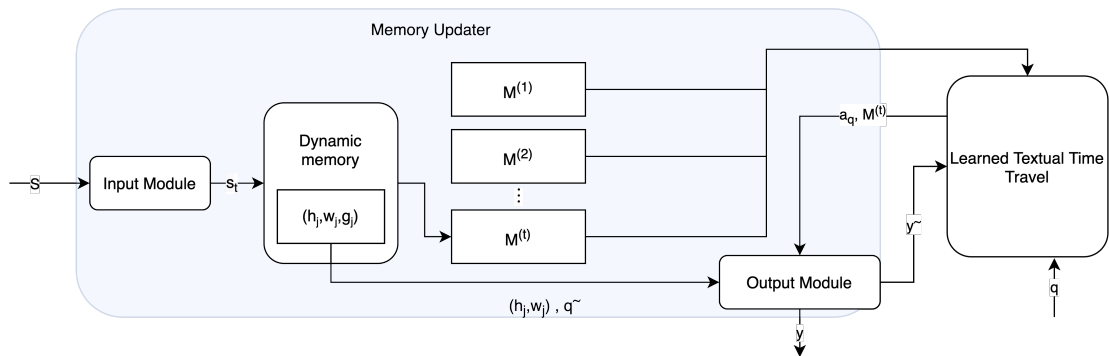 Memory Updater
M(1)
M(2)
⋮
M(t)
Dynamic
memory
(hj,wj,gj)
S
Input Module
st
aq, M(t)
Learned Textual Time
Travel
y~
Output Module
(hj,wj) , q~
q
y